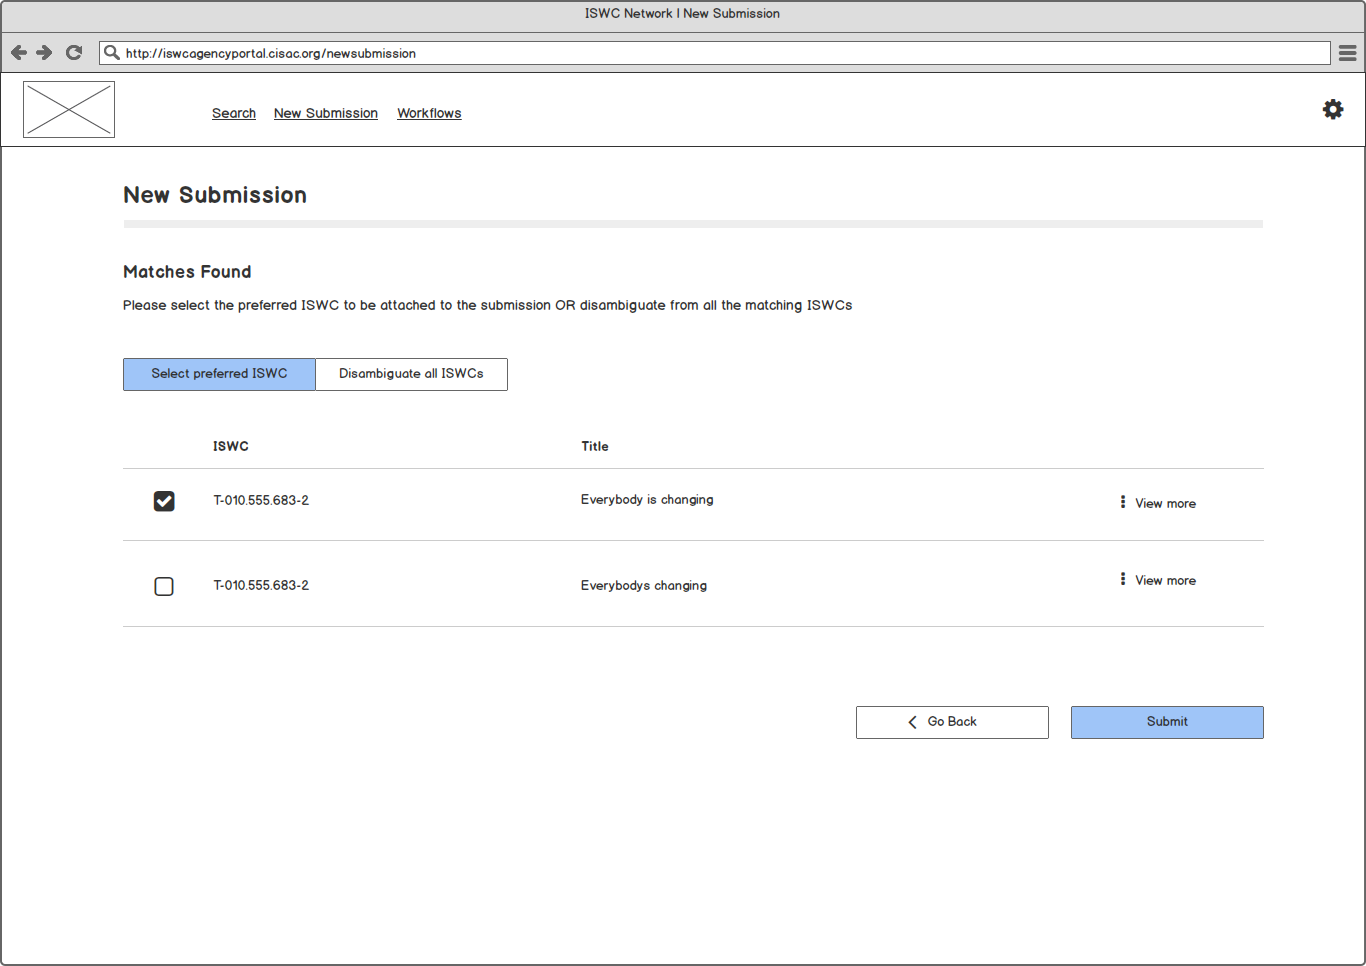 ISWC Network | New Submission
http://iswcagencyportal.cisac.org/newsubmission
Search New Submission Workflows
New Submission
Matches Found
Please select the preferred ISWC to be attached to the submission OR disambiguate from all the matching ISWCs
Select preferred ISWC Disambiguate all ISWCs
ISWC Title
T-010.555.683-2 Everybody is changing View more
T-010.555.683-2 Everybodys changing View more
Go Back Submit